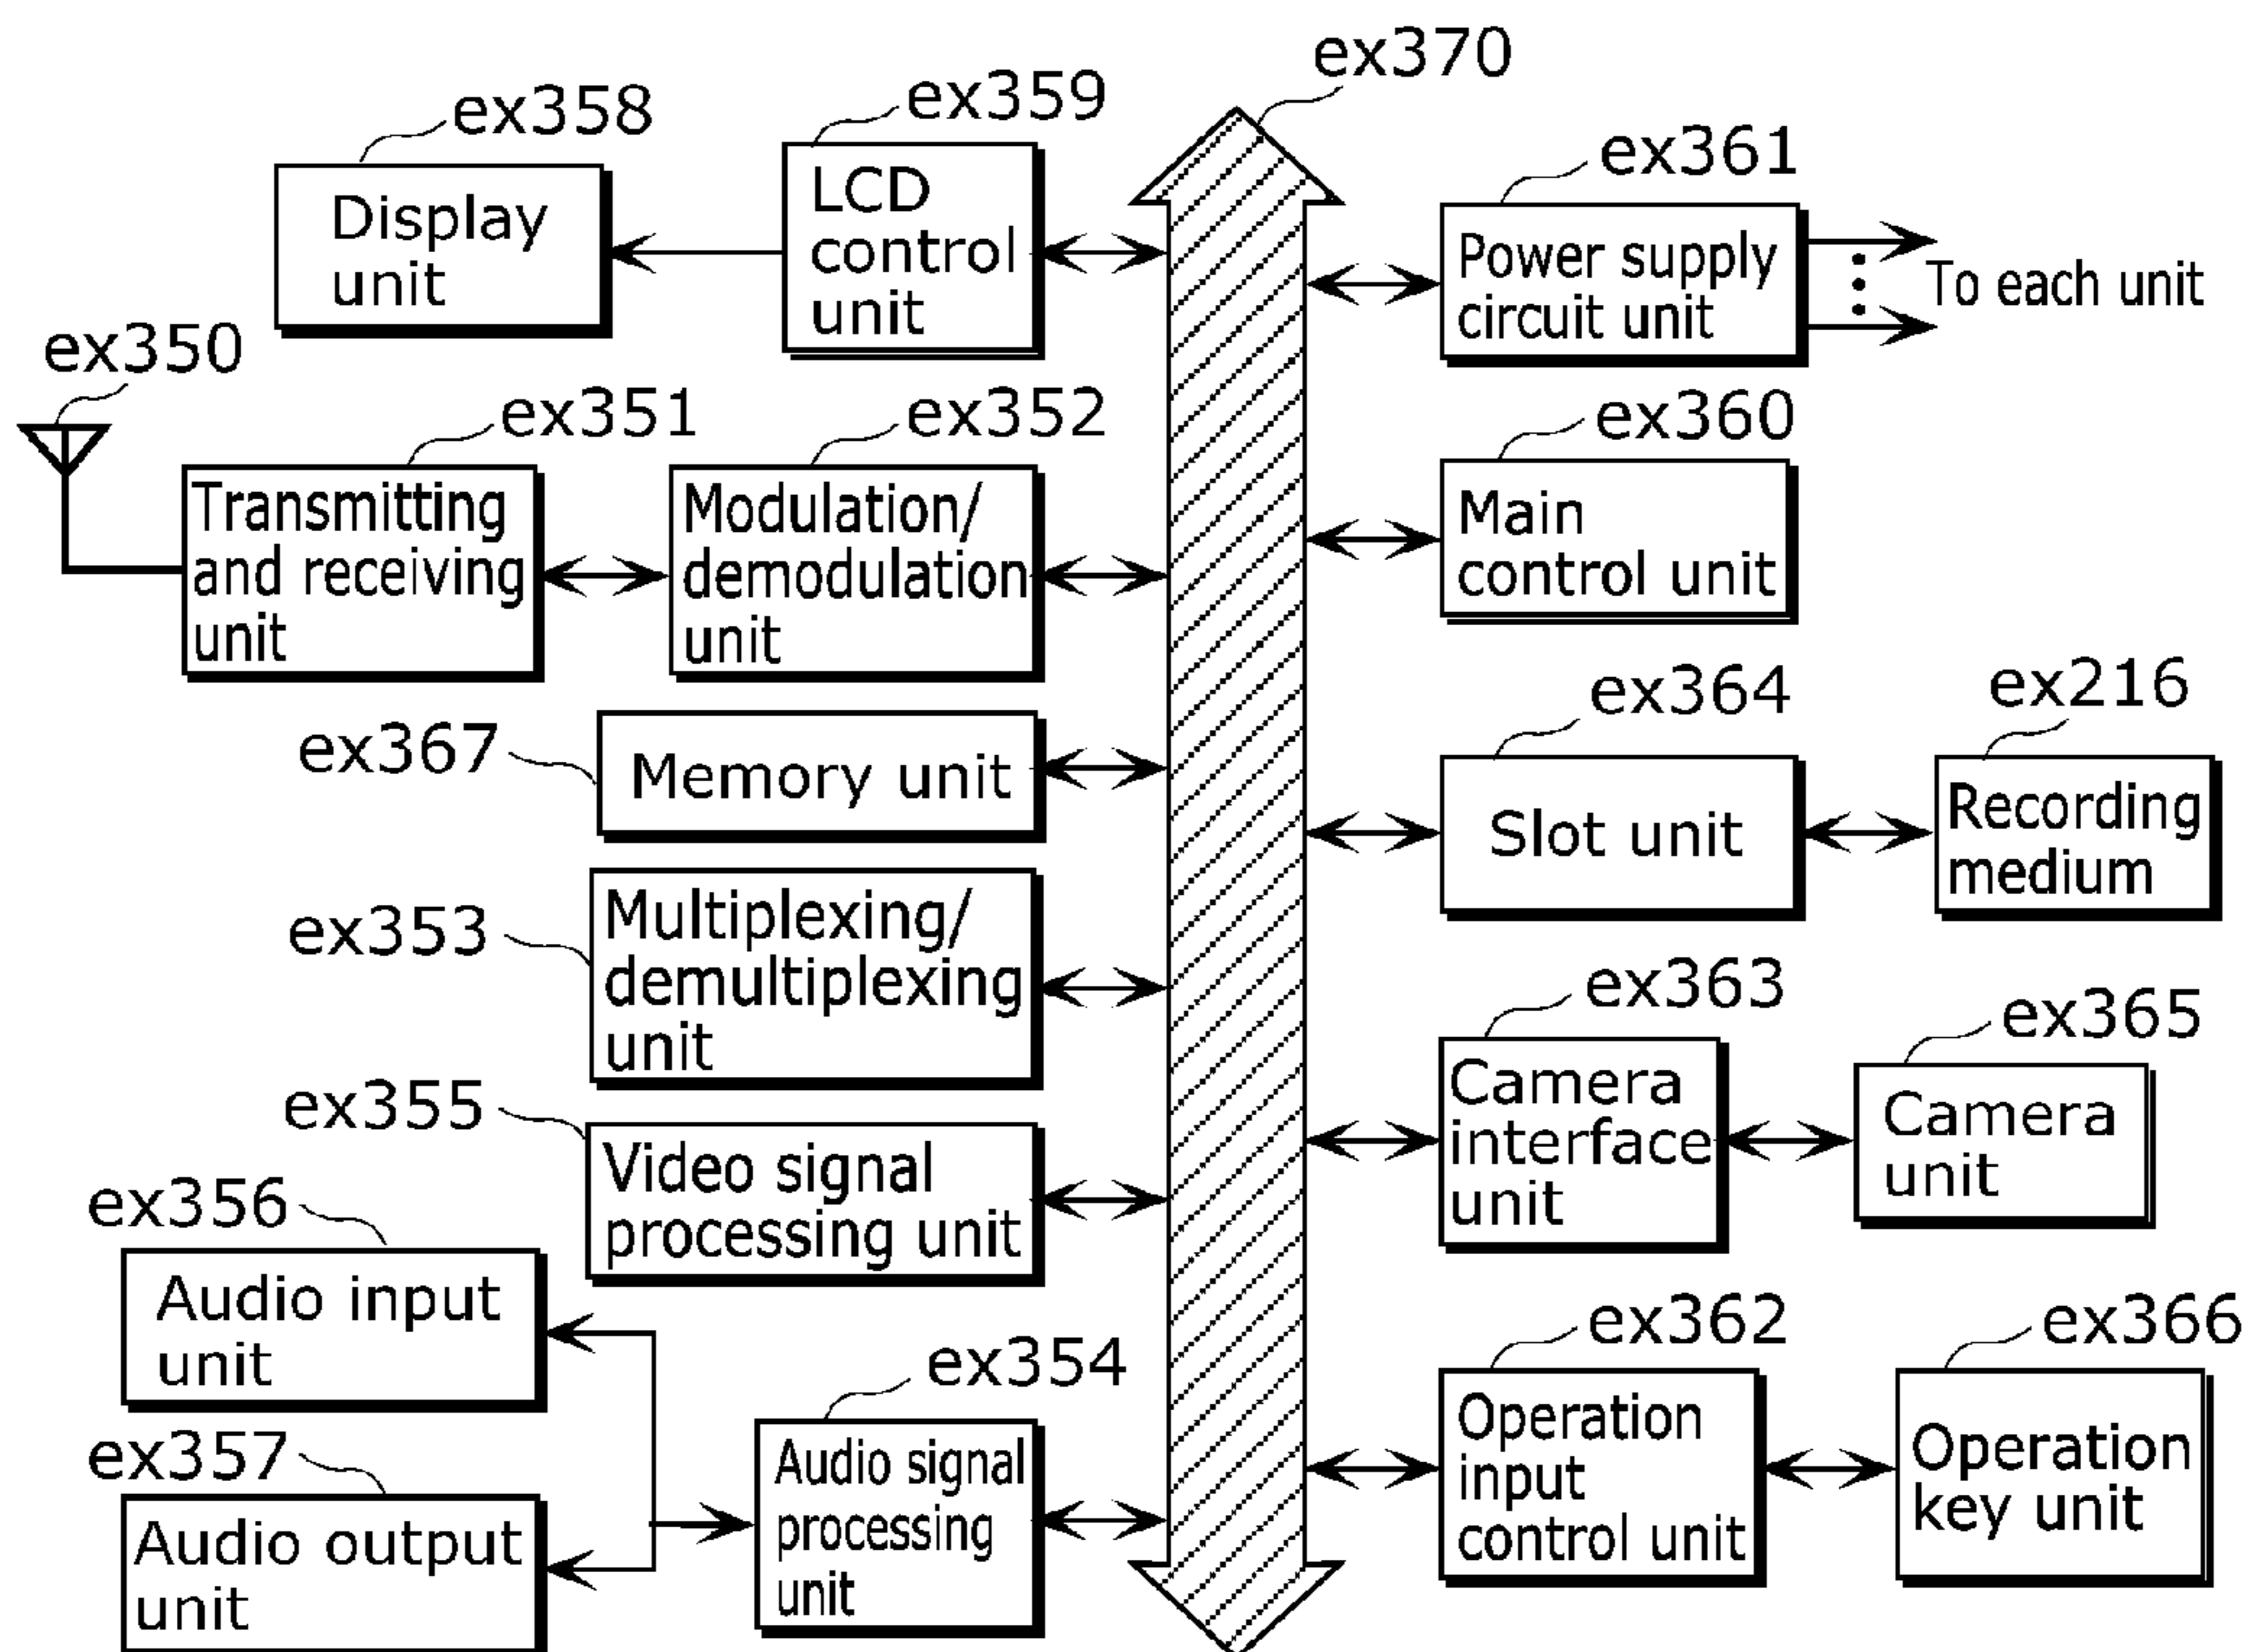 ex370
ex358
ex359
ex361
Display
unit
LCD
control
unit
Power supply
circuit unit
To each unit
ex350
ex351
ex352
ex360
Transmitting
and receiving
unit
Modulation/
demodulation
unit
Main
control unit
ex367
Memory unit
ex364
ex216
Slot unit
Recording
medium
ex353
Multiplexing/
demultiplexing
unit
ex363
ex365
Camera
interface
unit
Camera
unit
ex355
Video signal
processing unit
ex356
Audio input
unit
ex357
Audio output
unit
ex354
Audio signal
processing
unit
ex362
ex366
Operation
input
control unit
Operation
key unit